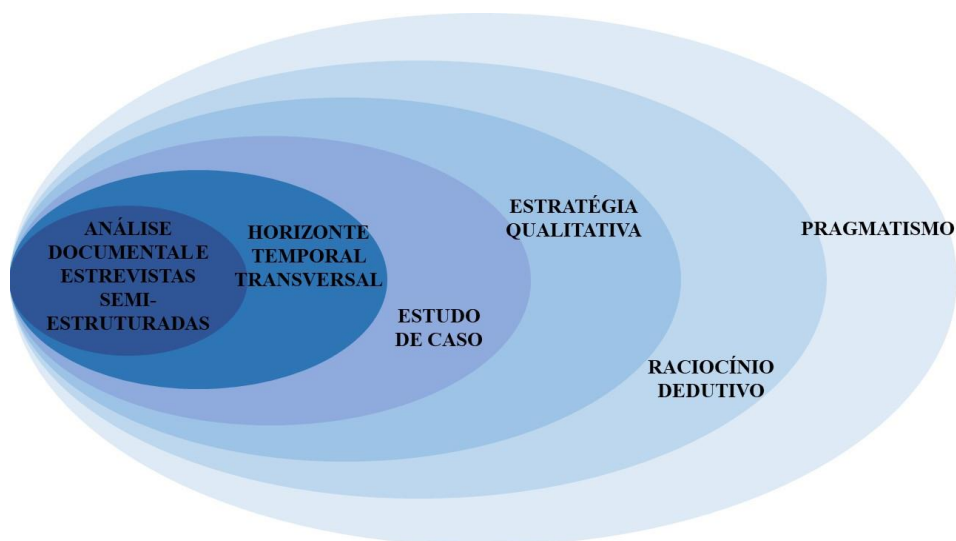 ANÁLISE
DOCUMENTAL E
ESTREVISTAS
SEMI-
ESTRUTURADAS
HORIZONTE
TEMPORAL
TRANSVERSAL
ESTUDO
DE CASO
ESTRATÉGIA
QUALITATIVA
RACIOCÍNIO
DEDUTIVO
PRAGMATISMO